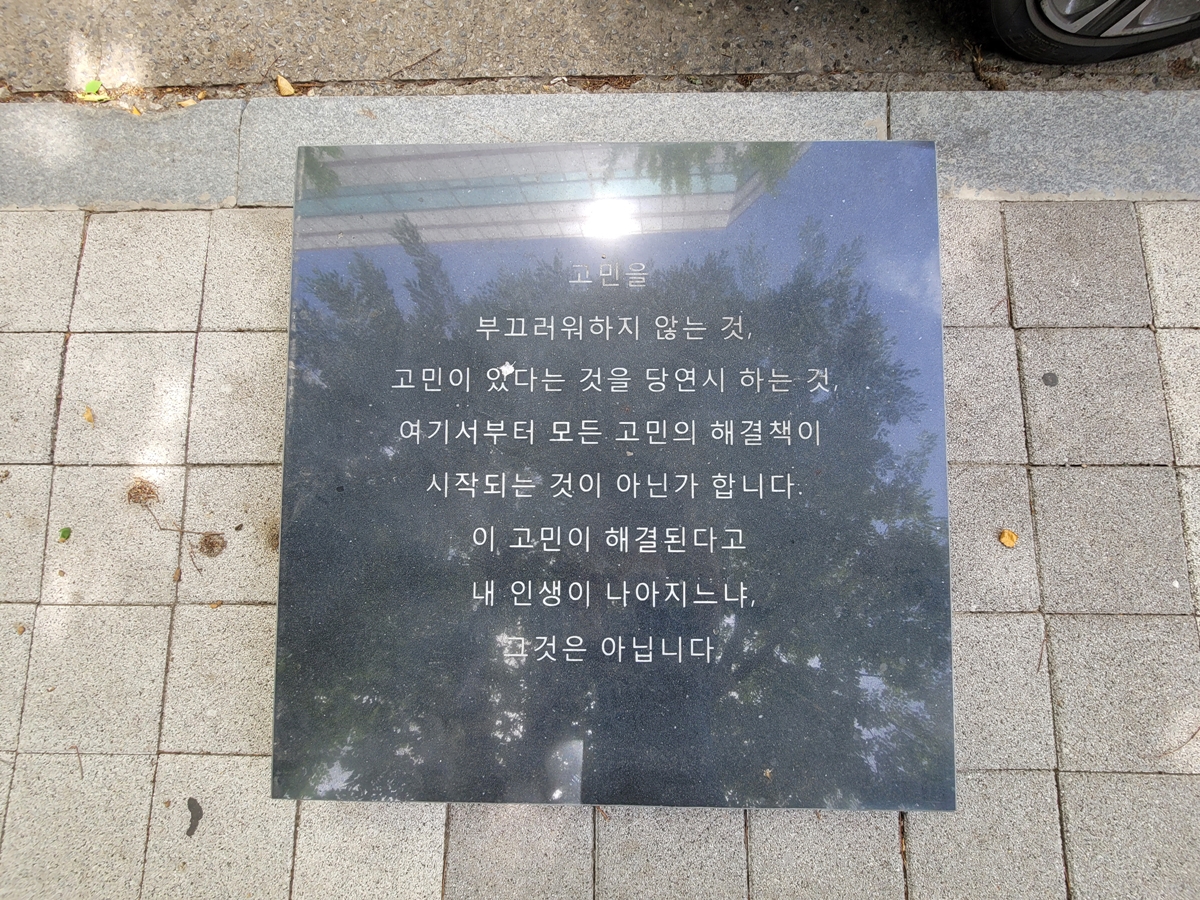 고민을
부끄러워하지 않는 것,
고민이 있다는 것을 당연시 하는 것,
여기서부터 모든 고민의 해결책이
시작되는 것이 아닌가 합니다.
이 고민이 해결된다고
내 인생이 나아지느냐,
그것은 아닙니다.